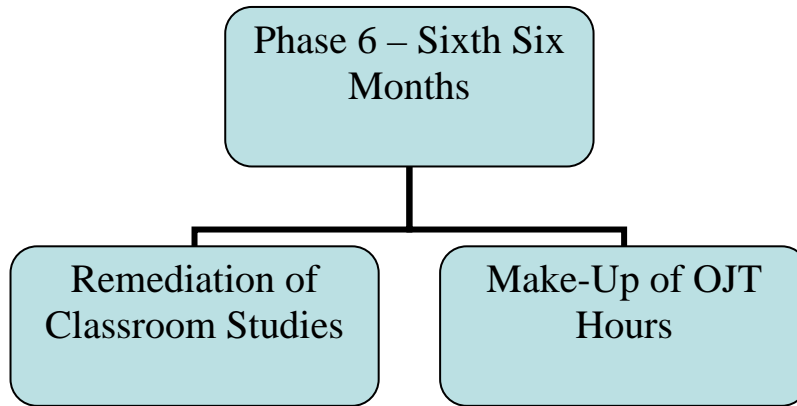 Phase 6 – Sixth Six
Months
Remediation of
Classroom Studies
Make-Up of OJT
Hours